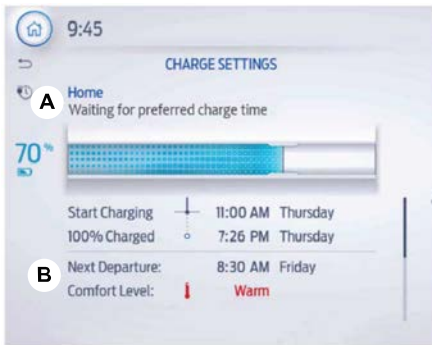 9:45
CHARGE SETTINGS
A Home
Waiting for preferred charge time
70%
Start Charging 11:00 AM Thursday
100% Charged 7:26 PM Thursday
B Next Departure: 8:30 AM Friday
Comfort Level: Warm